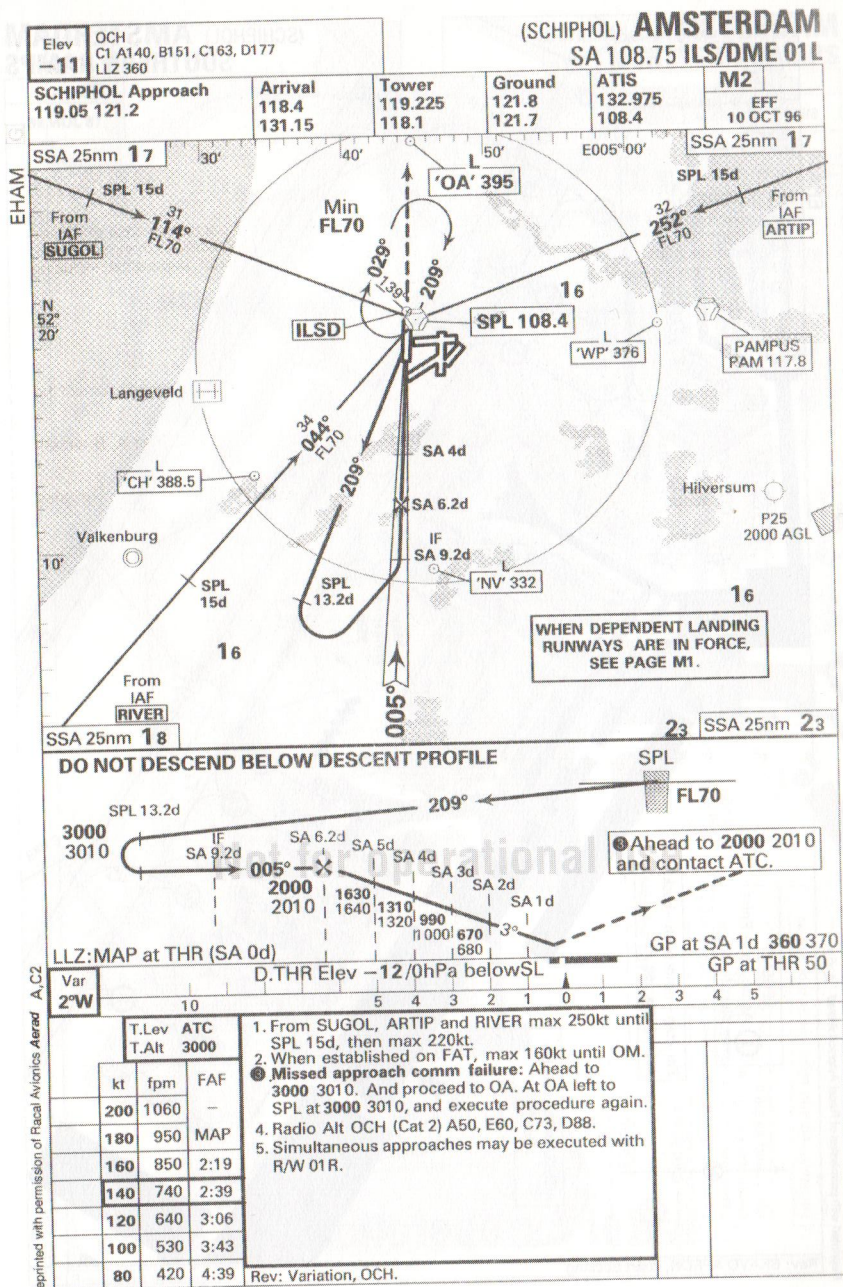 (SCHIPHOL) AMSTERDAM
SA 108.75 ILS/DME 01L
Elev
-11
OCH
C1 A140, B151, C163, D177
LLZ 360
SCHIPHOL Approach
119.05 121.2
Arrival
118.4
131.15
Tower
119.225
118.1
Ground
121.8
121.7
ATIS
132.975
108.4
M2
EFF
10 OCT 96
EHAM
SSA 25nm 17
30'
40'
50'
E005°00'
SSA 25nm 17
SPL 15d
From
IAF
SUGOL
31
114°
FL70
Min
FL70
L
'OA' 395
SPL 15d
From
IAF
ARTIP
32
252°
FL70
029°
209°
139°
16
N
52°
20'
ILSD
SPL 108.4
L
'WP' 376
PAMPUS
PAM 117.8
Langeveld
34
044°
FL70
209°
SA 4d
L
'CH' 388.5
SA 6.2d
Hilversum
P25
2000 AGL
Valkenburg
IF
SA 9.2d
10'
L
'NV' 332
SPL
15d
SPL
13.2d
16
16
WHEN DEPENDENT LANDING
RUNWAYS ARE IN FORCE,
SEE PAGE M1.
From
IAF
RIVER
005°
SSA 25nm 18
23
SSA 25nm 23
DO NOT DESCEND BELOW DESCENT PROFILE
SPL
FL70
209°
SPL 13.2d
3000
3010
IF
SA 9.2d
SA 6.2d
SA 5d
SA 4d
SA 3d
SA 2d
SA 1d
005°
2000
2010
1630
1640
1310
1320
990
1000
670
680
3°
3 Ahead to 2000 2010
and contact ATC.
Not for operational use
LLZ:MAP at THR (SA 0d)
GP at SA 1d 360 370
Var
2°W
D.THR Elev -12/0hPa belowSL
GP at THR 50
10 5 4 3 2 1 0 1 2 3 4 5
T.Lev ATC
T.Alt 3000
kt fpm FAF
200 1060 –
180 950 MAP
160 850 2:19
140 740 2:39
120 640 3:06
100 530 3:43
80 420 4:39
1. From SUGOL, ARTIP and RIVER max 250kt until
SPL 15d, then max 220kt.
2. When established on FAT, max 160kt until OM.
3 Missed approach comm failure: Ahead to
3000 3010. And proceed to OA. At OA left to
SPL at 3000 3010, and execute procedure again.
4. Radio Alt OCH (Cat 2) A50, E60, C73, D88.
5. Simultaneous approaches may be executed with
R/W 01R.
Rev: Variation, OCH.
eprinted with permission of Racal Avionics Aerad A,C2